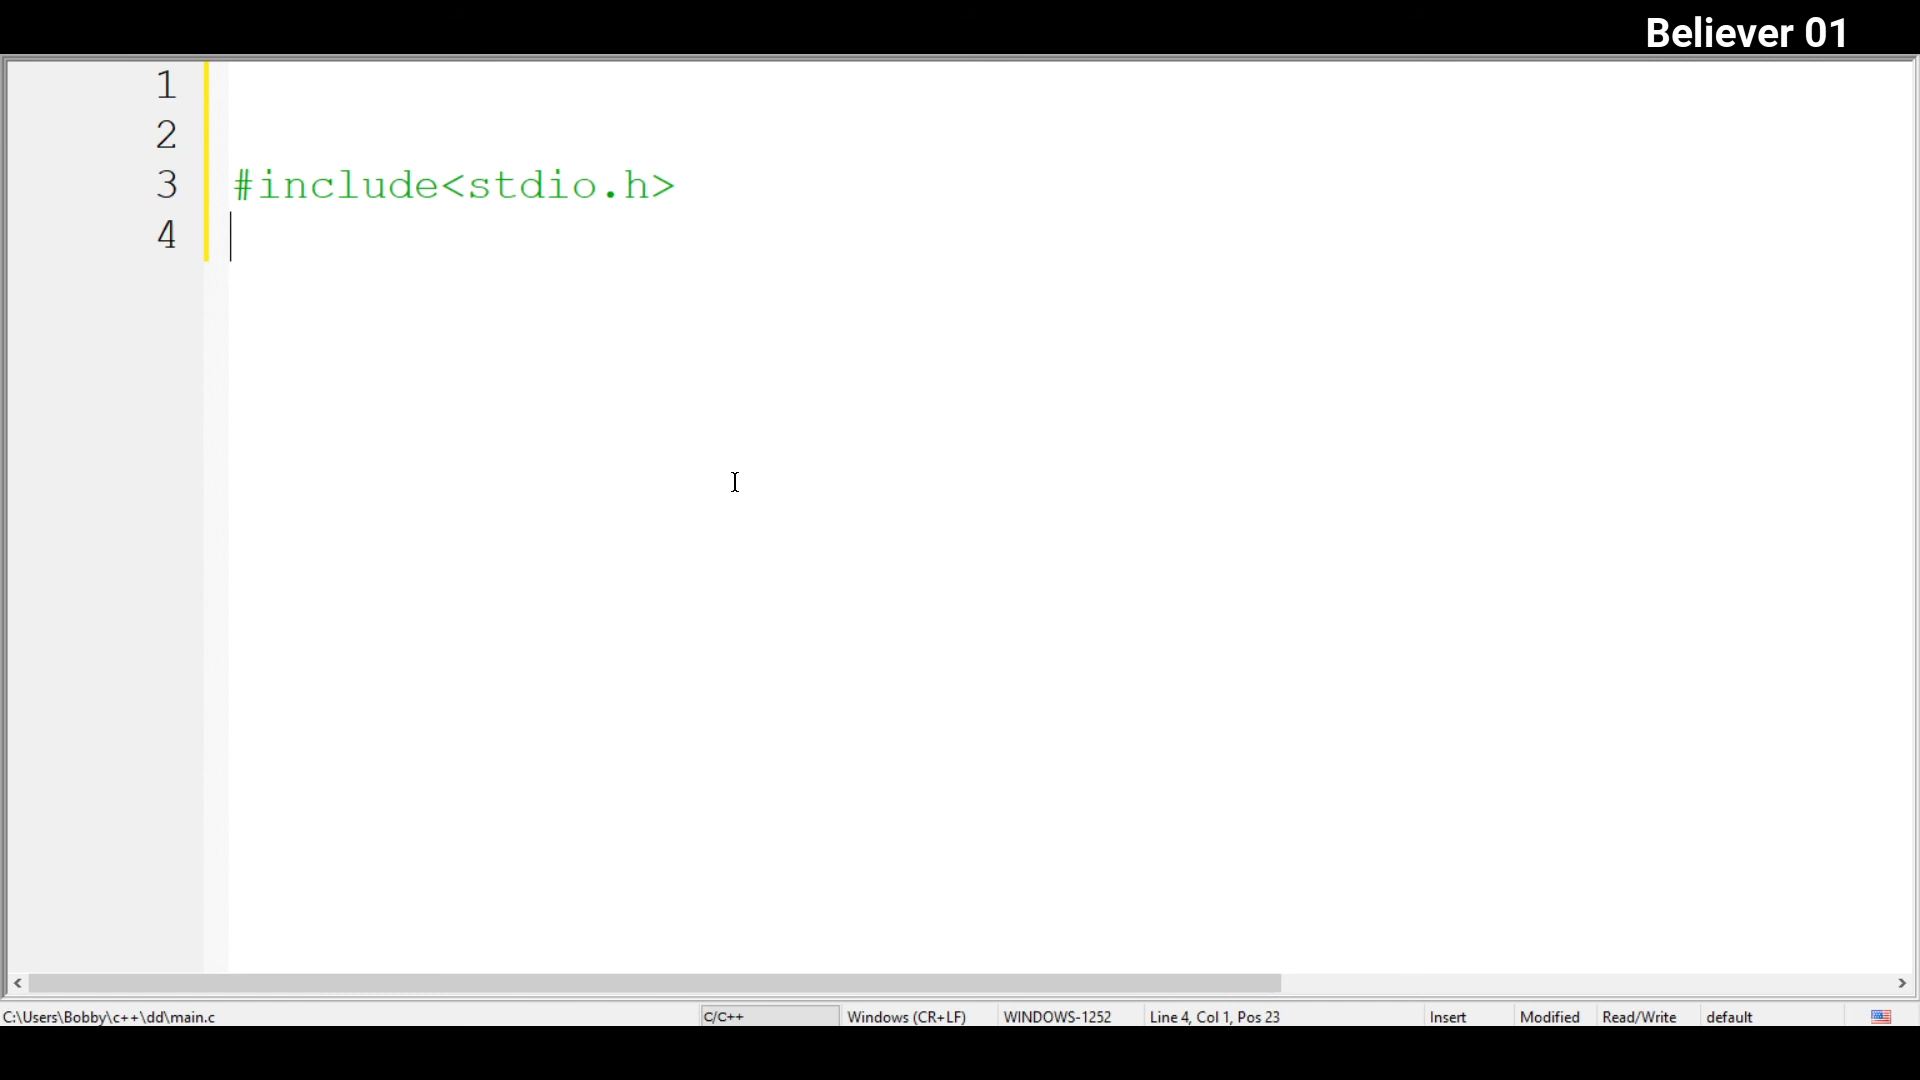 Believer 01
1
2
3 #include<stdio.h>
4
C:\Users\Bobby\c++\dd\main.c C/C++ Windows (CR+LF) WINDOWS-1252 Line 4, Col 1, Pos 23 Insert Modified Read/Write default